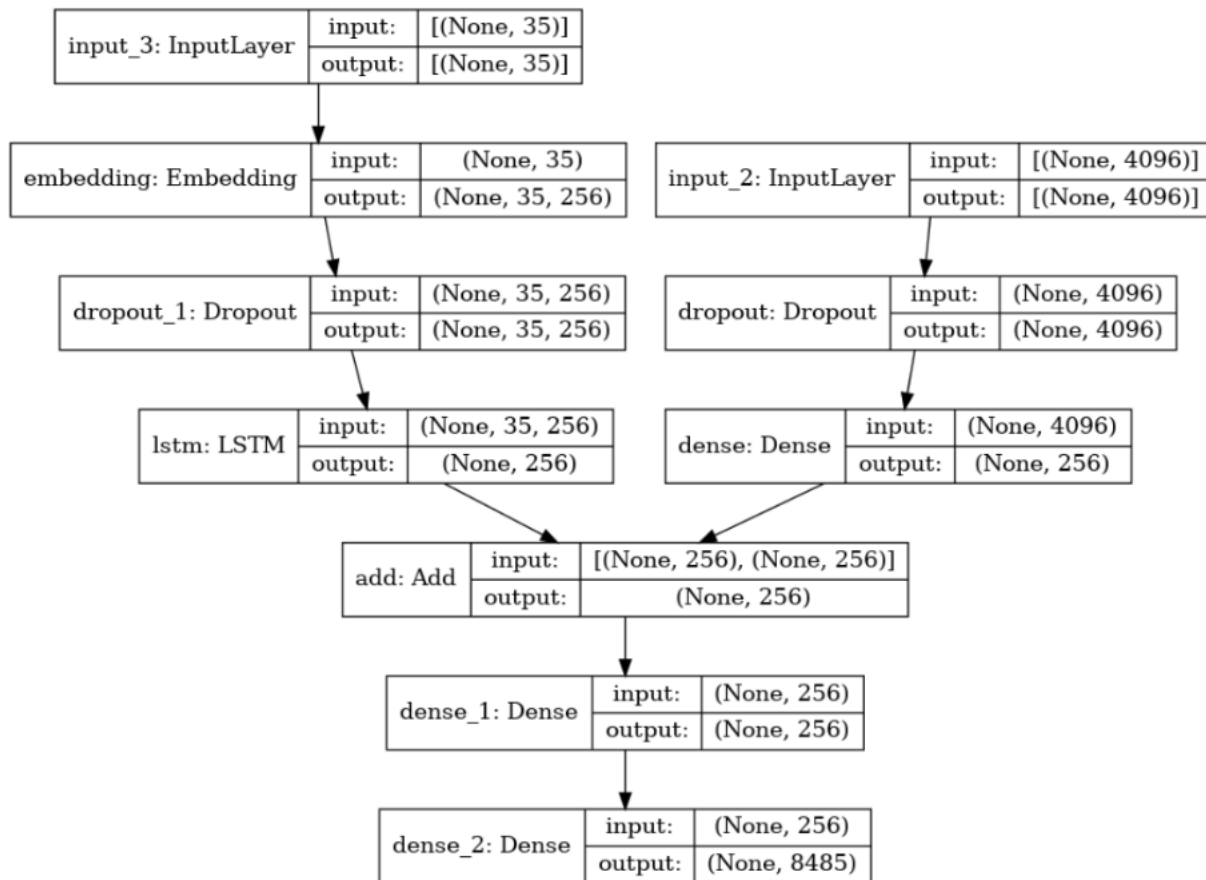 input_3: InputLayer
input: [(None, 35)]
output: [(None, 35)]
embedding: Embedding
input: (None, 35)
output: (None, 35, 256)
input_2: InputLayer
input: [(None, 4096)]
output: [(None, 4096)]
dropout_1: Dropout
input: (None, 35, 256)
output: (None, 35, 256)
dropout: Dropout
input: (None, 4096)
output: (None, 4096)
lstm: LSTM
input: (None, 35, 256)
output: (None, 256)
dense: Dense
input: (None, 4096)
output: (None, 256)
add: Add
input: [(None, 256), (None, 256)]
output: (None, 256)
dense_1: Dense
input: (None, 256)
output: (None, 256)
dense_2: Dense
input: (None, 256)
output: (None, 8485)